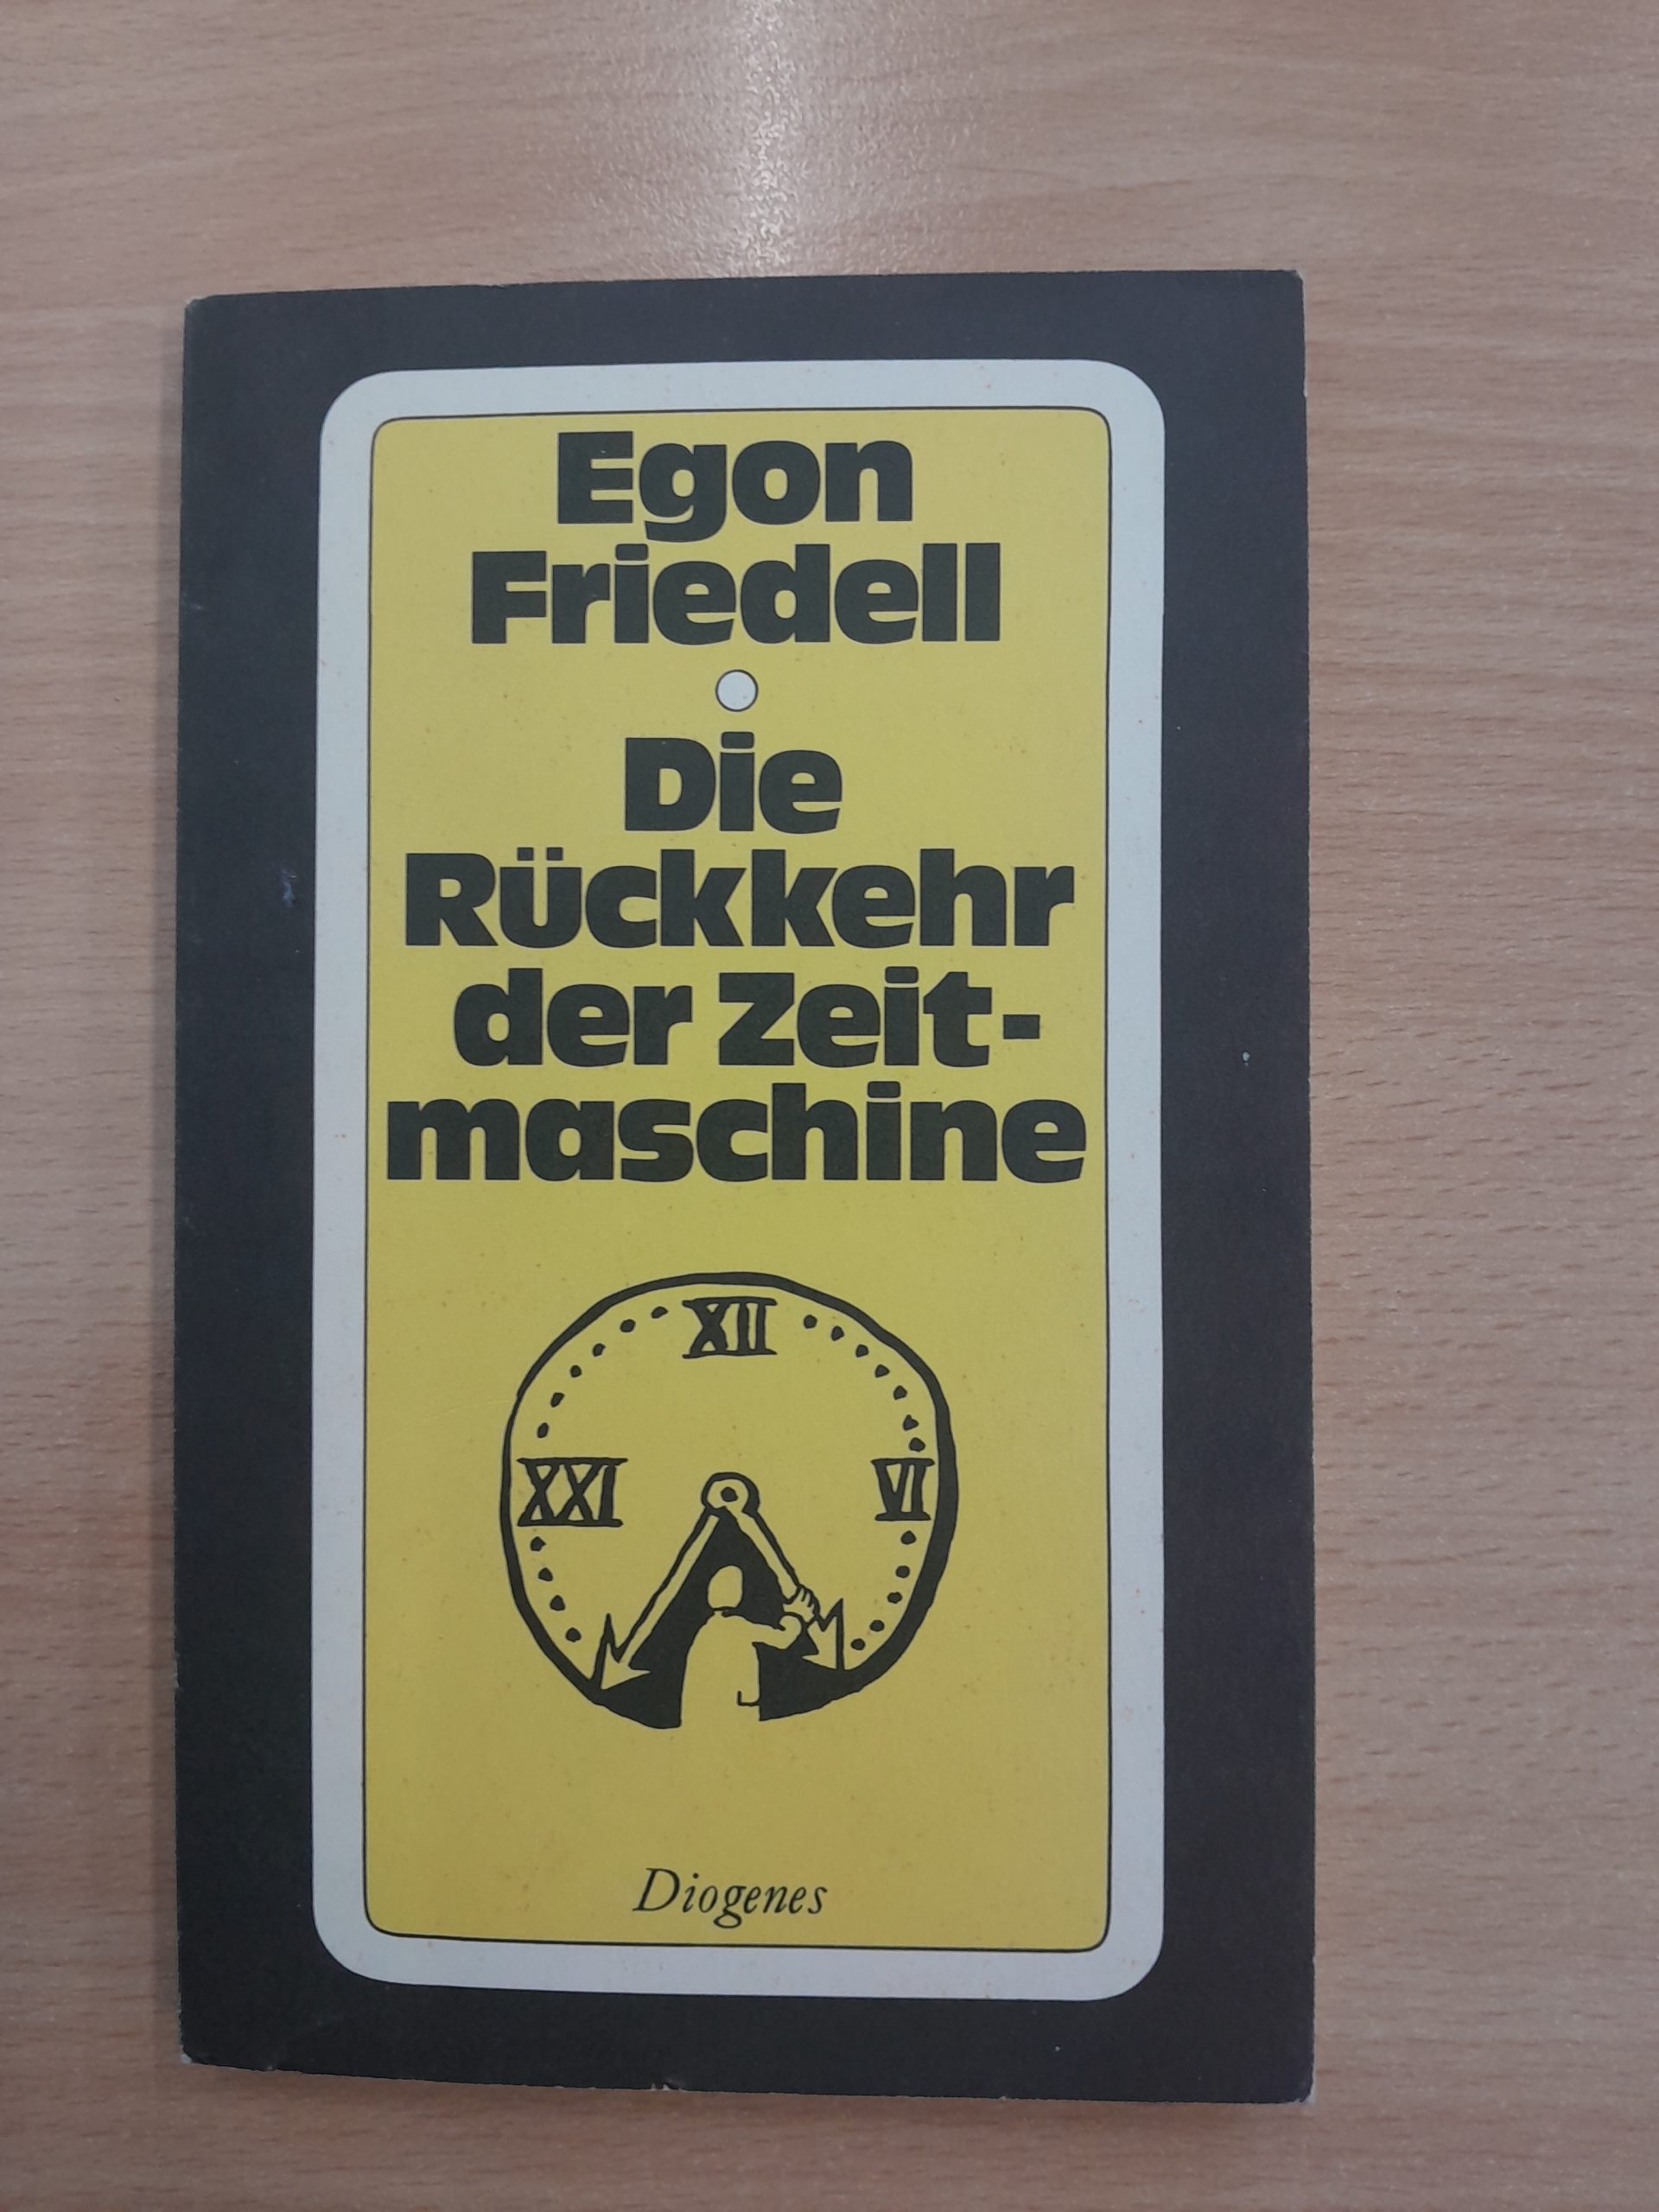 Egon
Friedell
Die
Rückkehr
der Zeit-
maschine
XII
XXI
VI
Diogenes